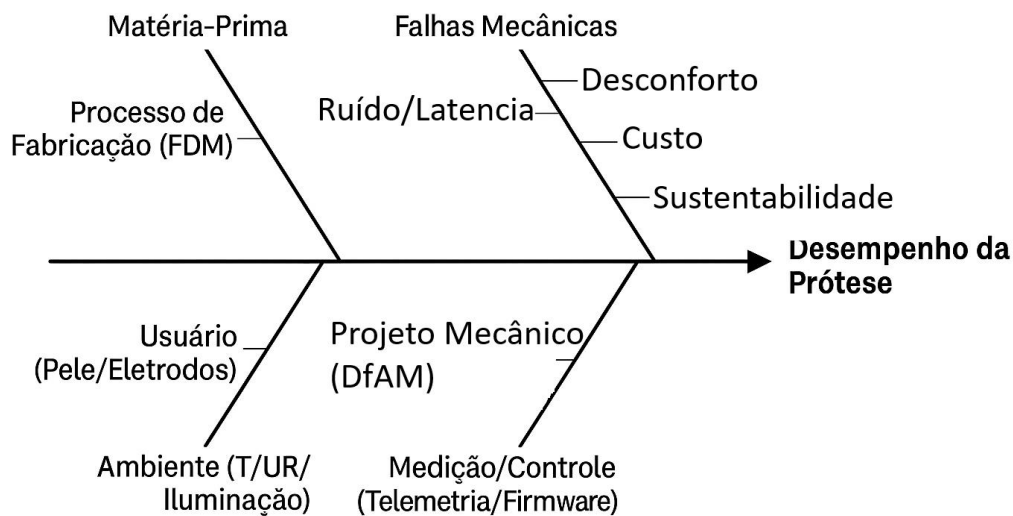 Matéria-Prima
Falhas Mecânicas
Desconforto
Processo de
Fabricação (FDM)
Ruído/Latencia
Custo
Sustentabilidade
Desempenho da
Prótese
Usuário
(Pele/Eletrodos)
Projeto Mecânico
(DfAM)
Ambiente (T/UR/
Iluminação)
Medição/Controle
(Telemetria/Firmware)